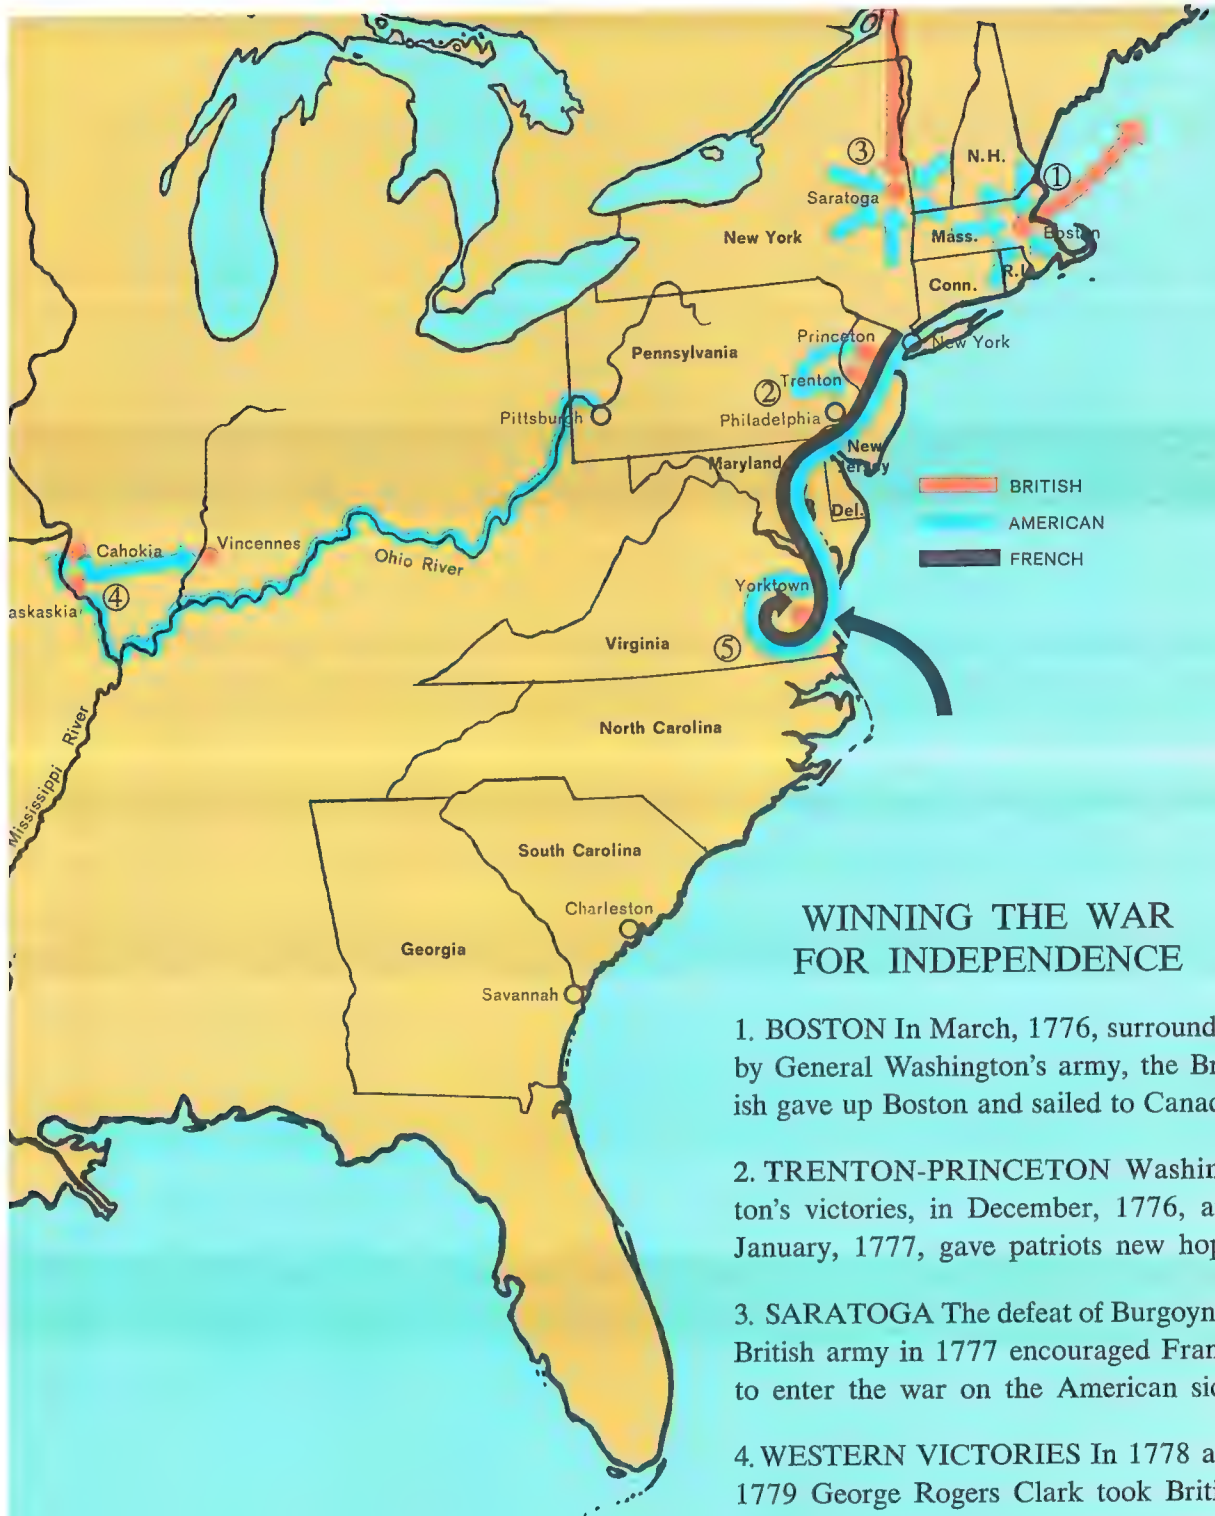 ③
N.H.
①
Saratoga
New York
Mass.
Boston
R.I.
Conn.
Princeton
New York
Pennsylvania
②
Trenton
Pittsburgh
Philadelphia
New
Jersey
Maryland
Del.
BRITISH
AMERICAN
FRENCH
Cahokia
Vincennes
Ohio River
④
askaskia
Yorktown
Virginia
⑤
Mississippi River
North Carolina
South Carolina
Charleston
Georgia
Savannah
WINNING THE WAR
FOR INDEPENDENCE
1. BOSTON In March, 1776, surround
by General Washington's army, the Br
ish gave up Boston and sailed to Canad
2. TRENTON-PRINCETON Washin
ton's victories, in December, 1776, a
January, 1777, gave patriots new hop
3. SARATOGA The defeat of Burgoyn
British army in 1777 encouraged Fran
to enter the war on the American sid
4. WESTERN VICTORIES In 1778 a
1779 George Rogers Clark took Briti